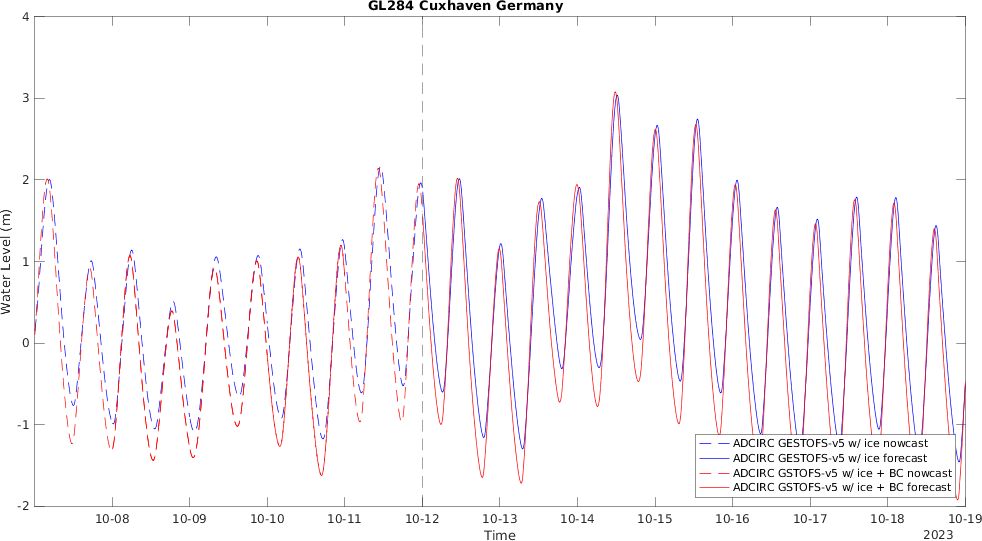 GL284 Cuxhaven Germany
Water Level (m)
4
3
2
1
0
-1
-2
ADCIRC GESTOFS-v5 w/ ice nowcast
ADCIRC GESTOFS-v5 w/ ice forecast
ADCIRC GSTOFS-v5 w/ ice + BC nowcast
ADCIRC GSTOFS-v5 w/ ice + BC forecast
10-08 10-09 10-10 10-11 10-12 10-13 10-14 10-15 10-16 10-17 10-18 10-19
Time
2023